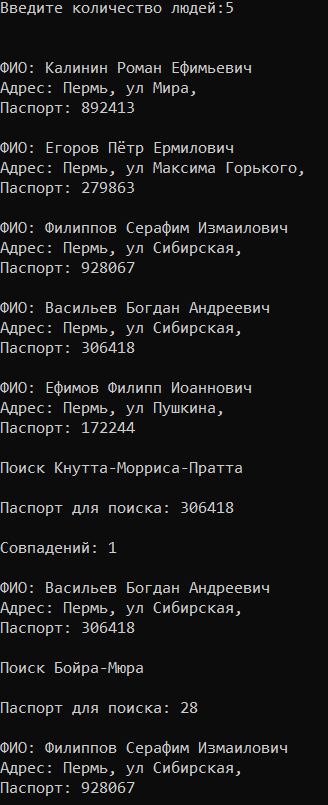 Введите количество людей:5
ФИО: Калинин Роман Ефимьевич
Адрес: Пермь, ул Мира,
Паспорт: 892413
ФИО: Егоров Пётр Ермилович
Адрес: Пермь, ул Максима Горького,
Паспорт: 279863
ФИО: Филиппов Серафим Измаилович
Адрес: Пермь, ул Сибирская,
Паспорт: 928067
ФИО: Васильев Богдан Андреевич
Адрес: Пермь, ул Сибирская,
Паспорт: 306418
ФИО: Ефимов Филипп Иоаннович
Адрес: Пермь, ул Пушкина,
Паспорт: 172244
Поиск Кнутта-Морриса-Пратта
Паспорт для поиска: 306418
Совпадений: 1
ФИО: Васильев Богдан Андреевич
Адрес: Пермь, ул Сибирская,
Паспорт: 306418
Поиск Бойра-Мюра
Паспорт для поиска: 28
ФИО: Филиппов Серафим Измаилович
Адрес: Пермь, ул Сибирская,
Паспорт: 928067